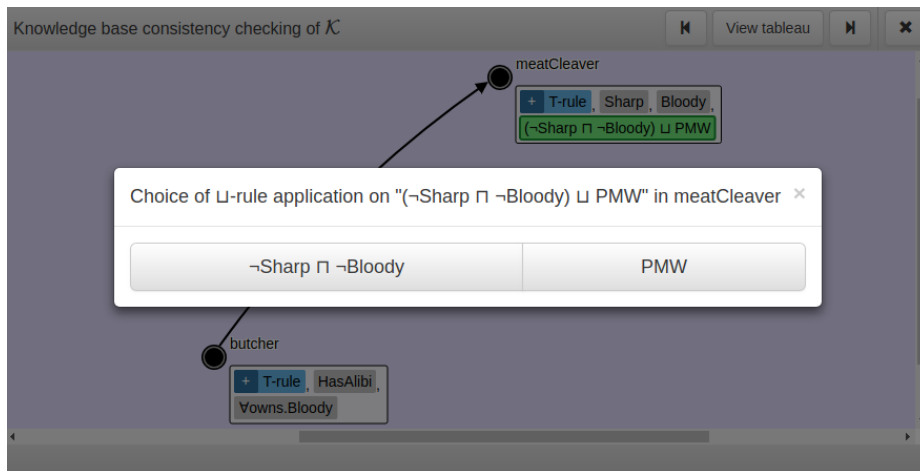 Knowledge base consistency checking of 𝒦
View tableau
meatCleaver
+ T-rule, Sharp, Bloody,
(¬Sharp ⊓ ¬Bloody) ⊔ PMW
Choice of ⊔-rule application on "(¬Sharp ⊓ ¬Bloody) ⊔ PMW" in meatCleaver ×
¬Sharp ⊓ ¬Bloody
PMW
butcher
+ T-rule, HasAlibi,
∀owns.Bloody